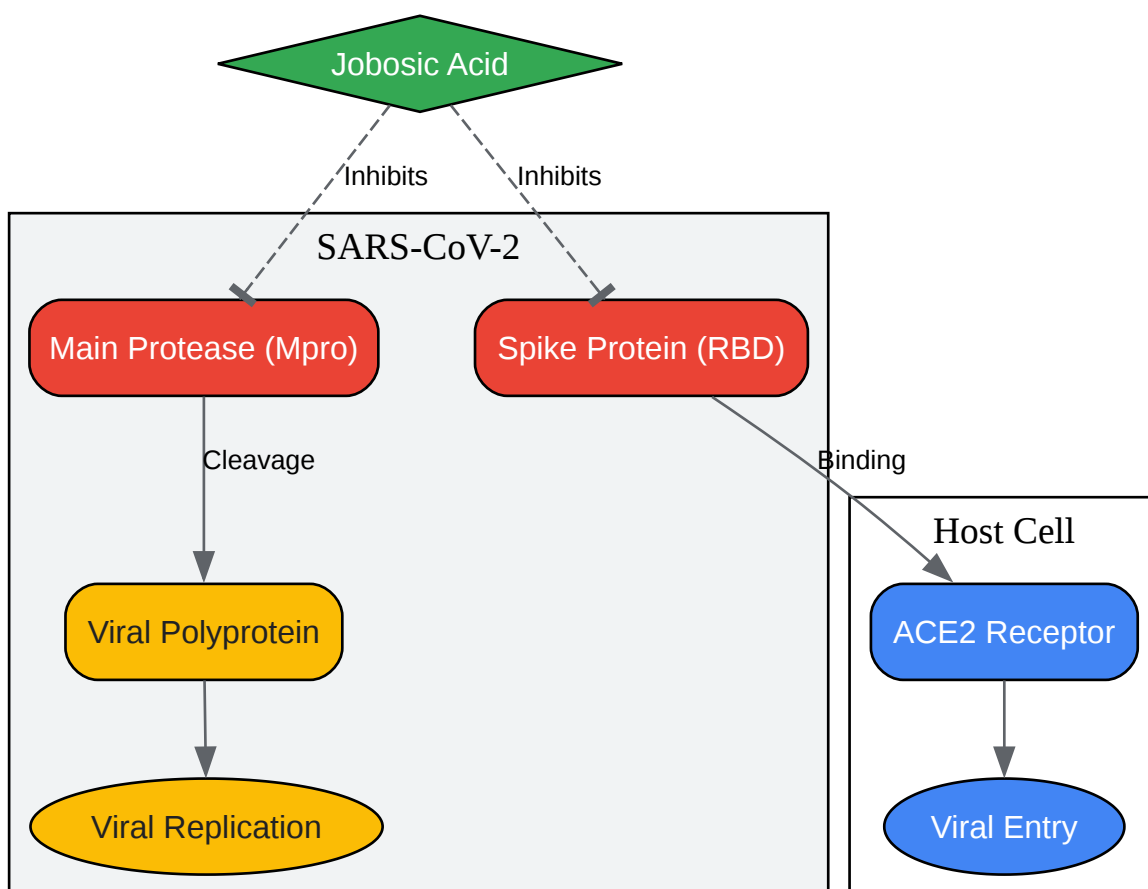 Jobosic Acid
Inhibits
Inhibits
SARS-CoV-2
Main Protease (Mpro)
Spike Protein (RBD)
Cleavage
Binding
Host Cell
Viral Polyprotein
ACE2 Receptor
Viral Replication
Viral Entry